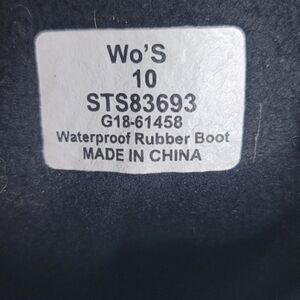 Wo'S
10
STS83693
G18-61458
Waterproof Rubber Boot
MADE IN CHINA